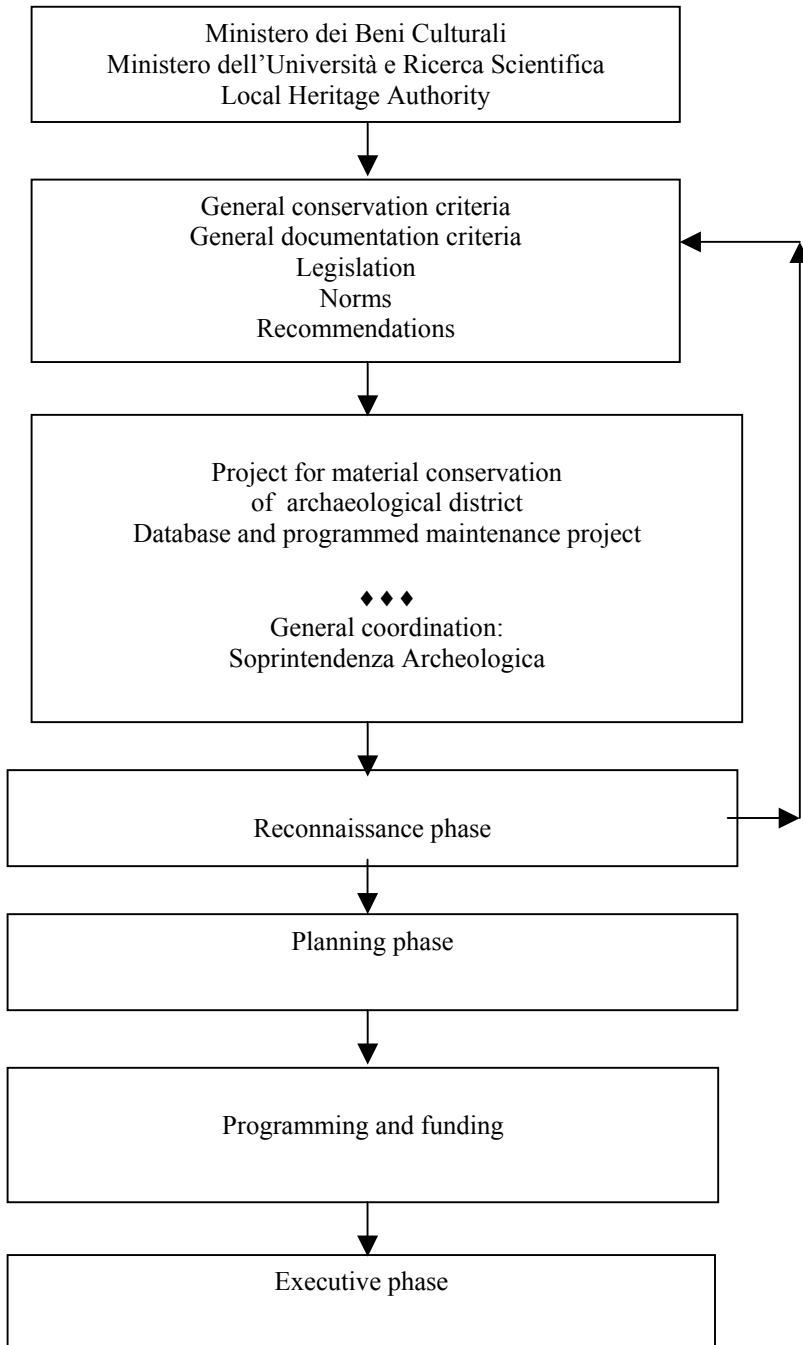 Ministero dei Beni Culturali
Ministero dell'Università e Ricerca Scientifica
Local Heritage Authority
General conservation criteria
General documentation criteria
Legislation
Norms
Recommendations
Project for material conservation
of archaeological district
Database and programmed maintenance project
♦ ♦ ♦
General coordination:
Soprintendenza Archeologica
Reconnaissance phase
Planning phase
Programming and funding
Executive phase